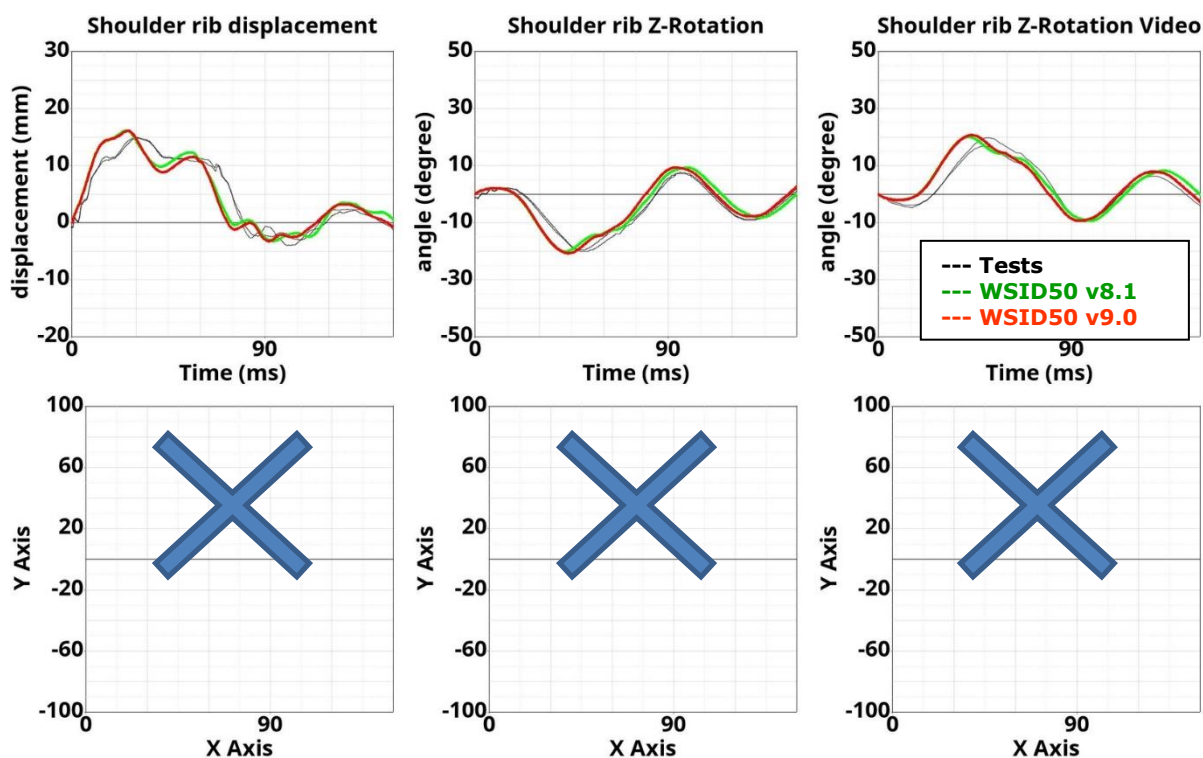 Shoulder rib displacement
30
20
10
0
-10
-20
displacement (mm)
0
90
Time (ms)
Shoulder rib Z-Rotation
50
30
10
-10
-30
-50
angle (degree)
0
90
Time (ms)
Shoulder rib Z-Rotation Video
50
30
10
-10
-30
-50
angle (degree)
0
90
Time (ms)
--- Tests
--- WSID50 v8.1
--- WSID50 v9.0
100
60
20
-20
-60
-100
Y Axis
0
90
X Axis
100
60
20
-20
-60
-100
Y Axis
0
90
X Axis
100
60
20
-20
-60
-100
Y Axis
0
90
X Axis